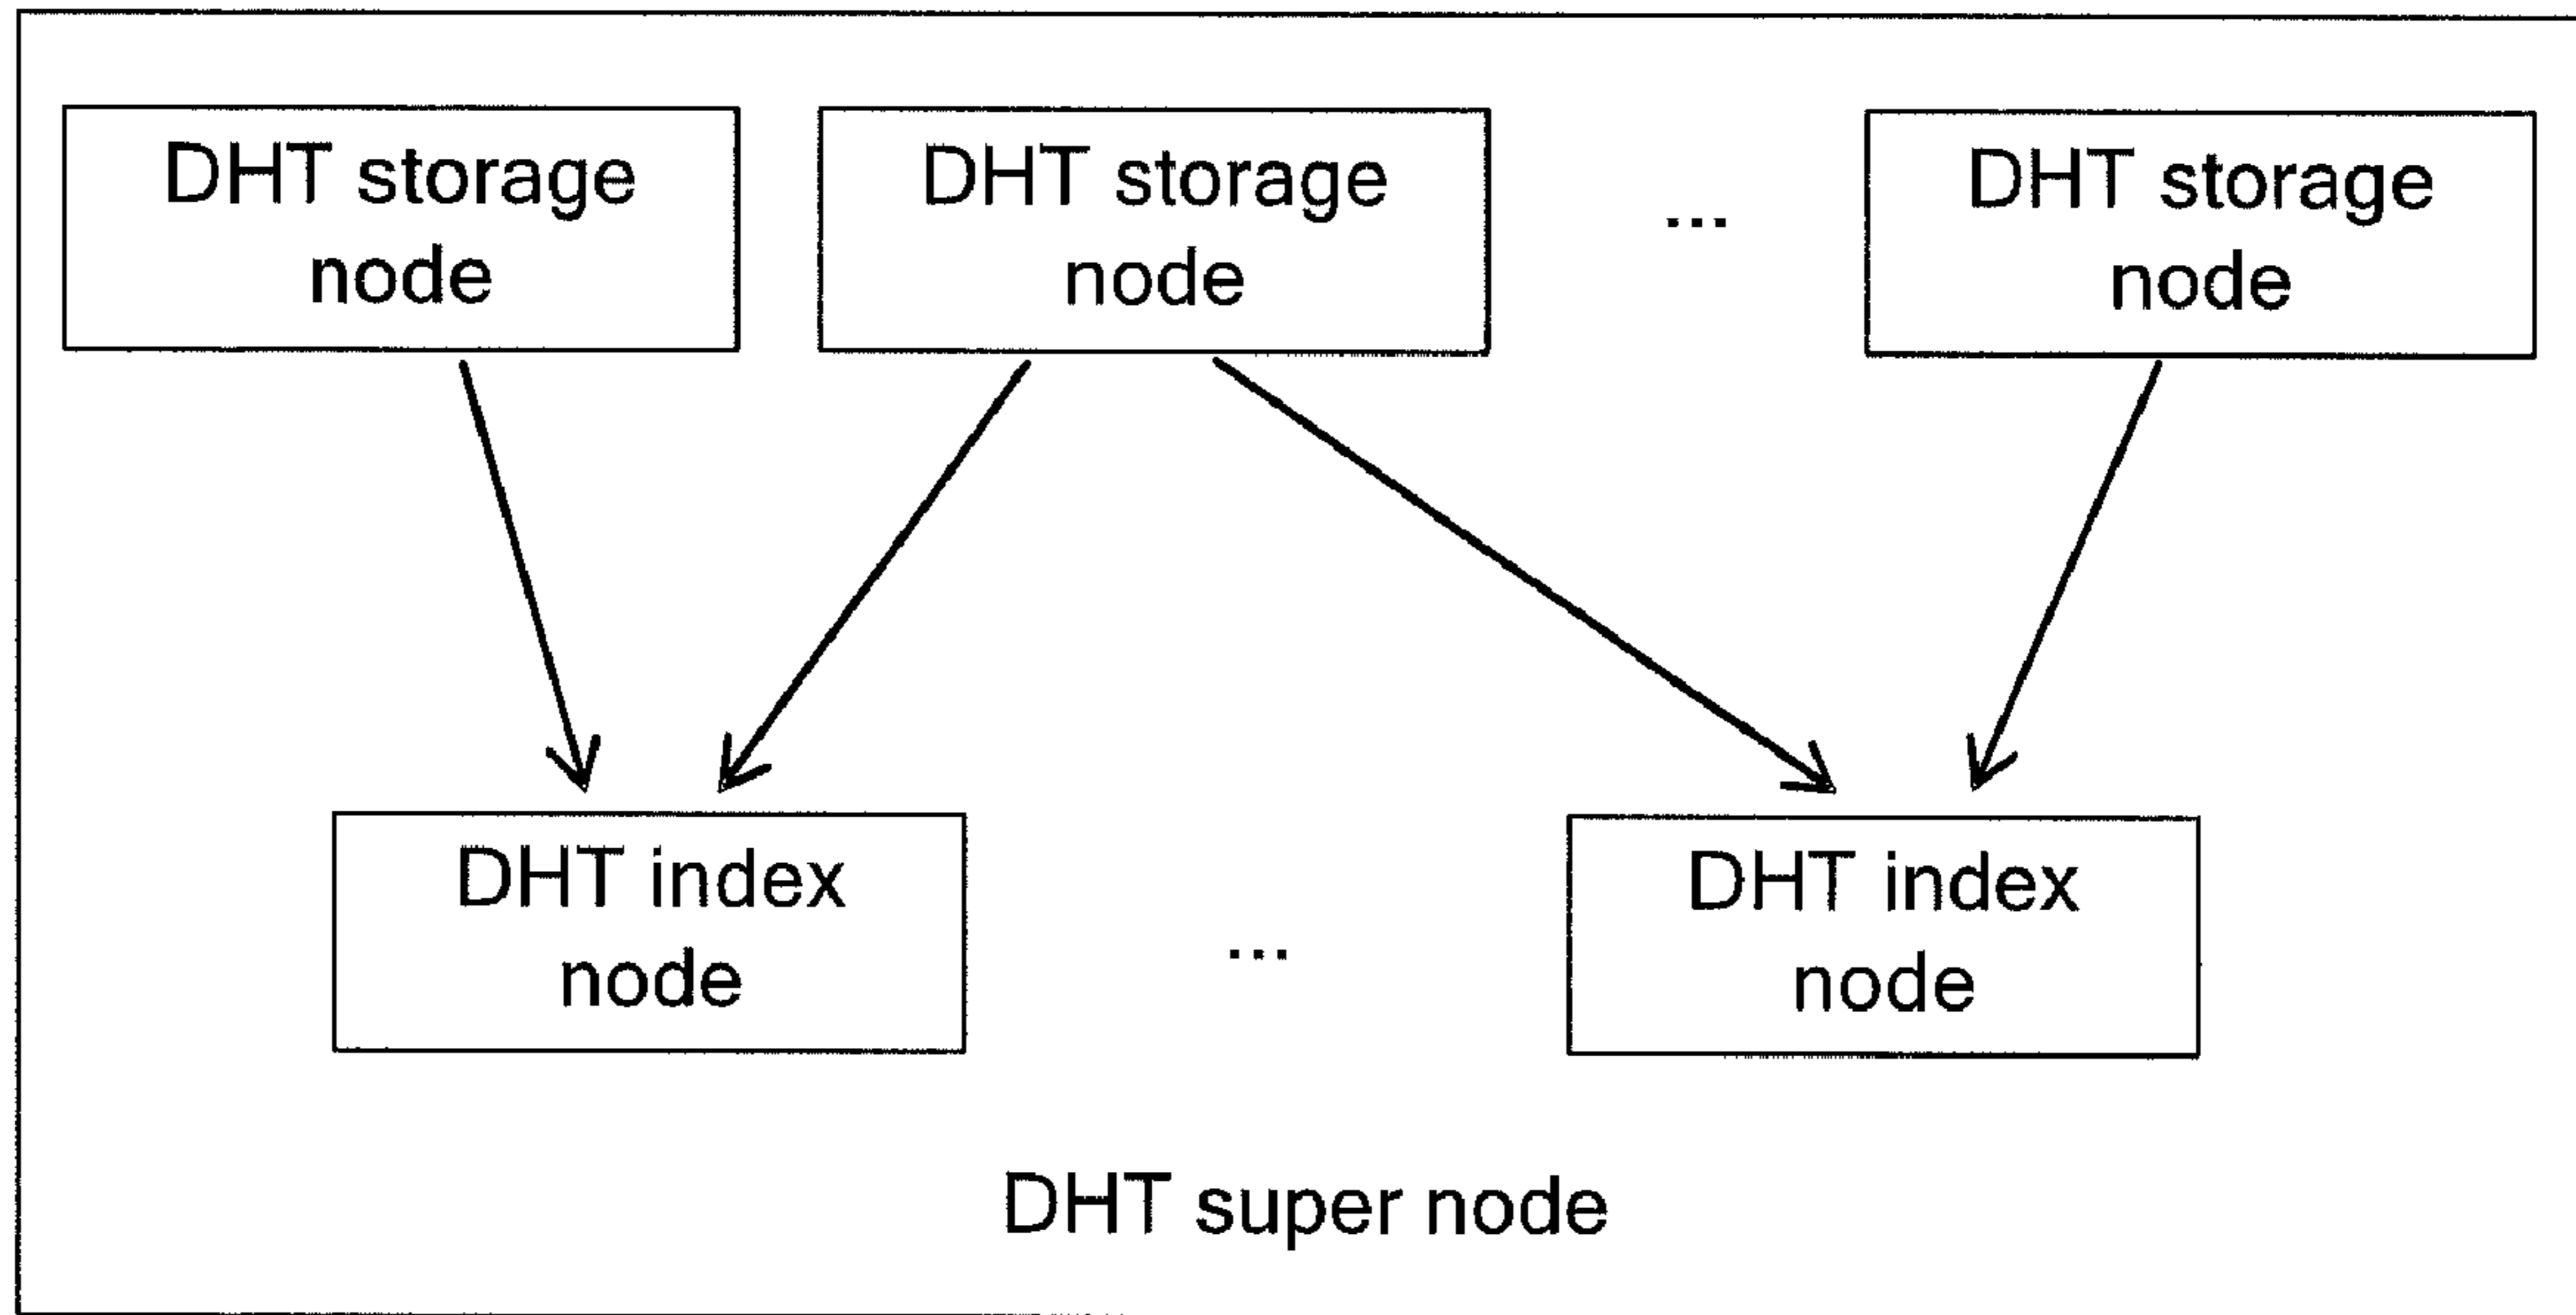 DHT storage
node
DHT storage
node
...
DHT storage
node
DHT index
node
...
DHT index
node
DHT super node